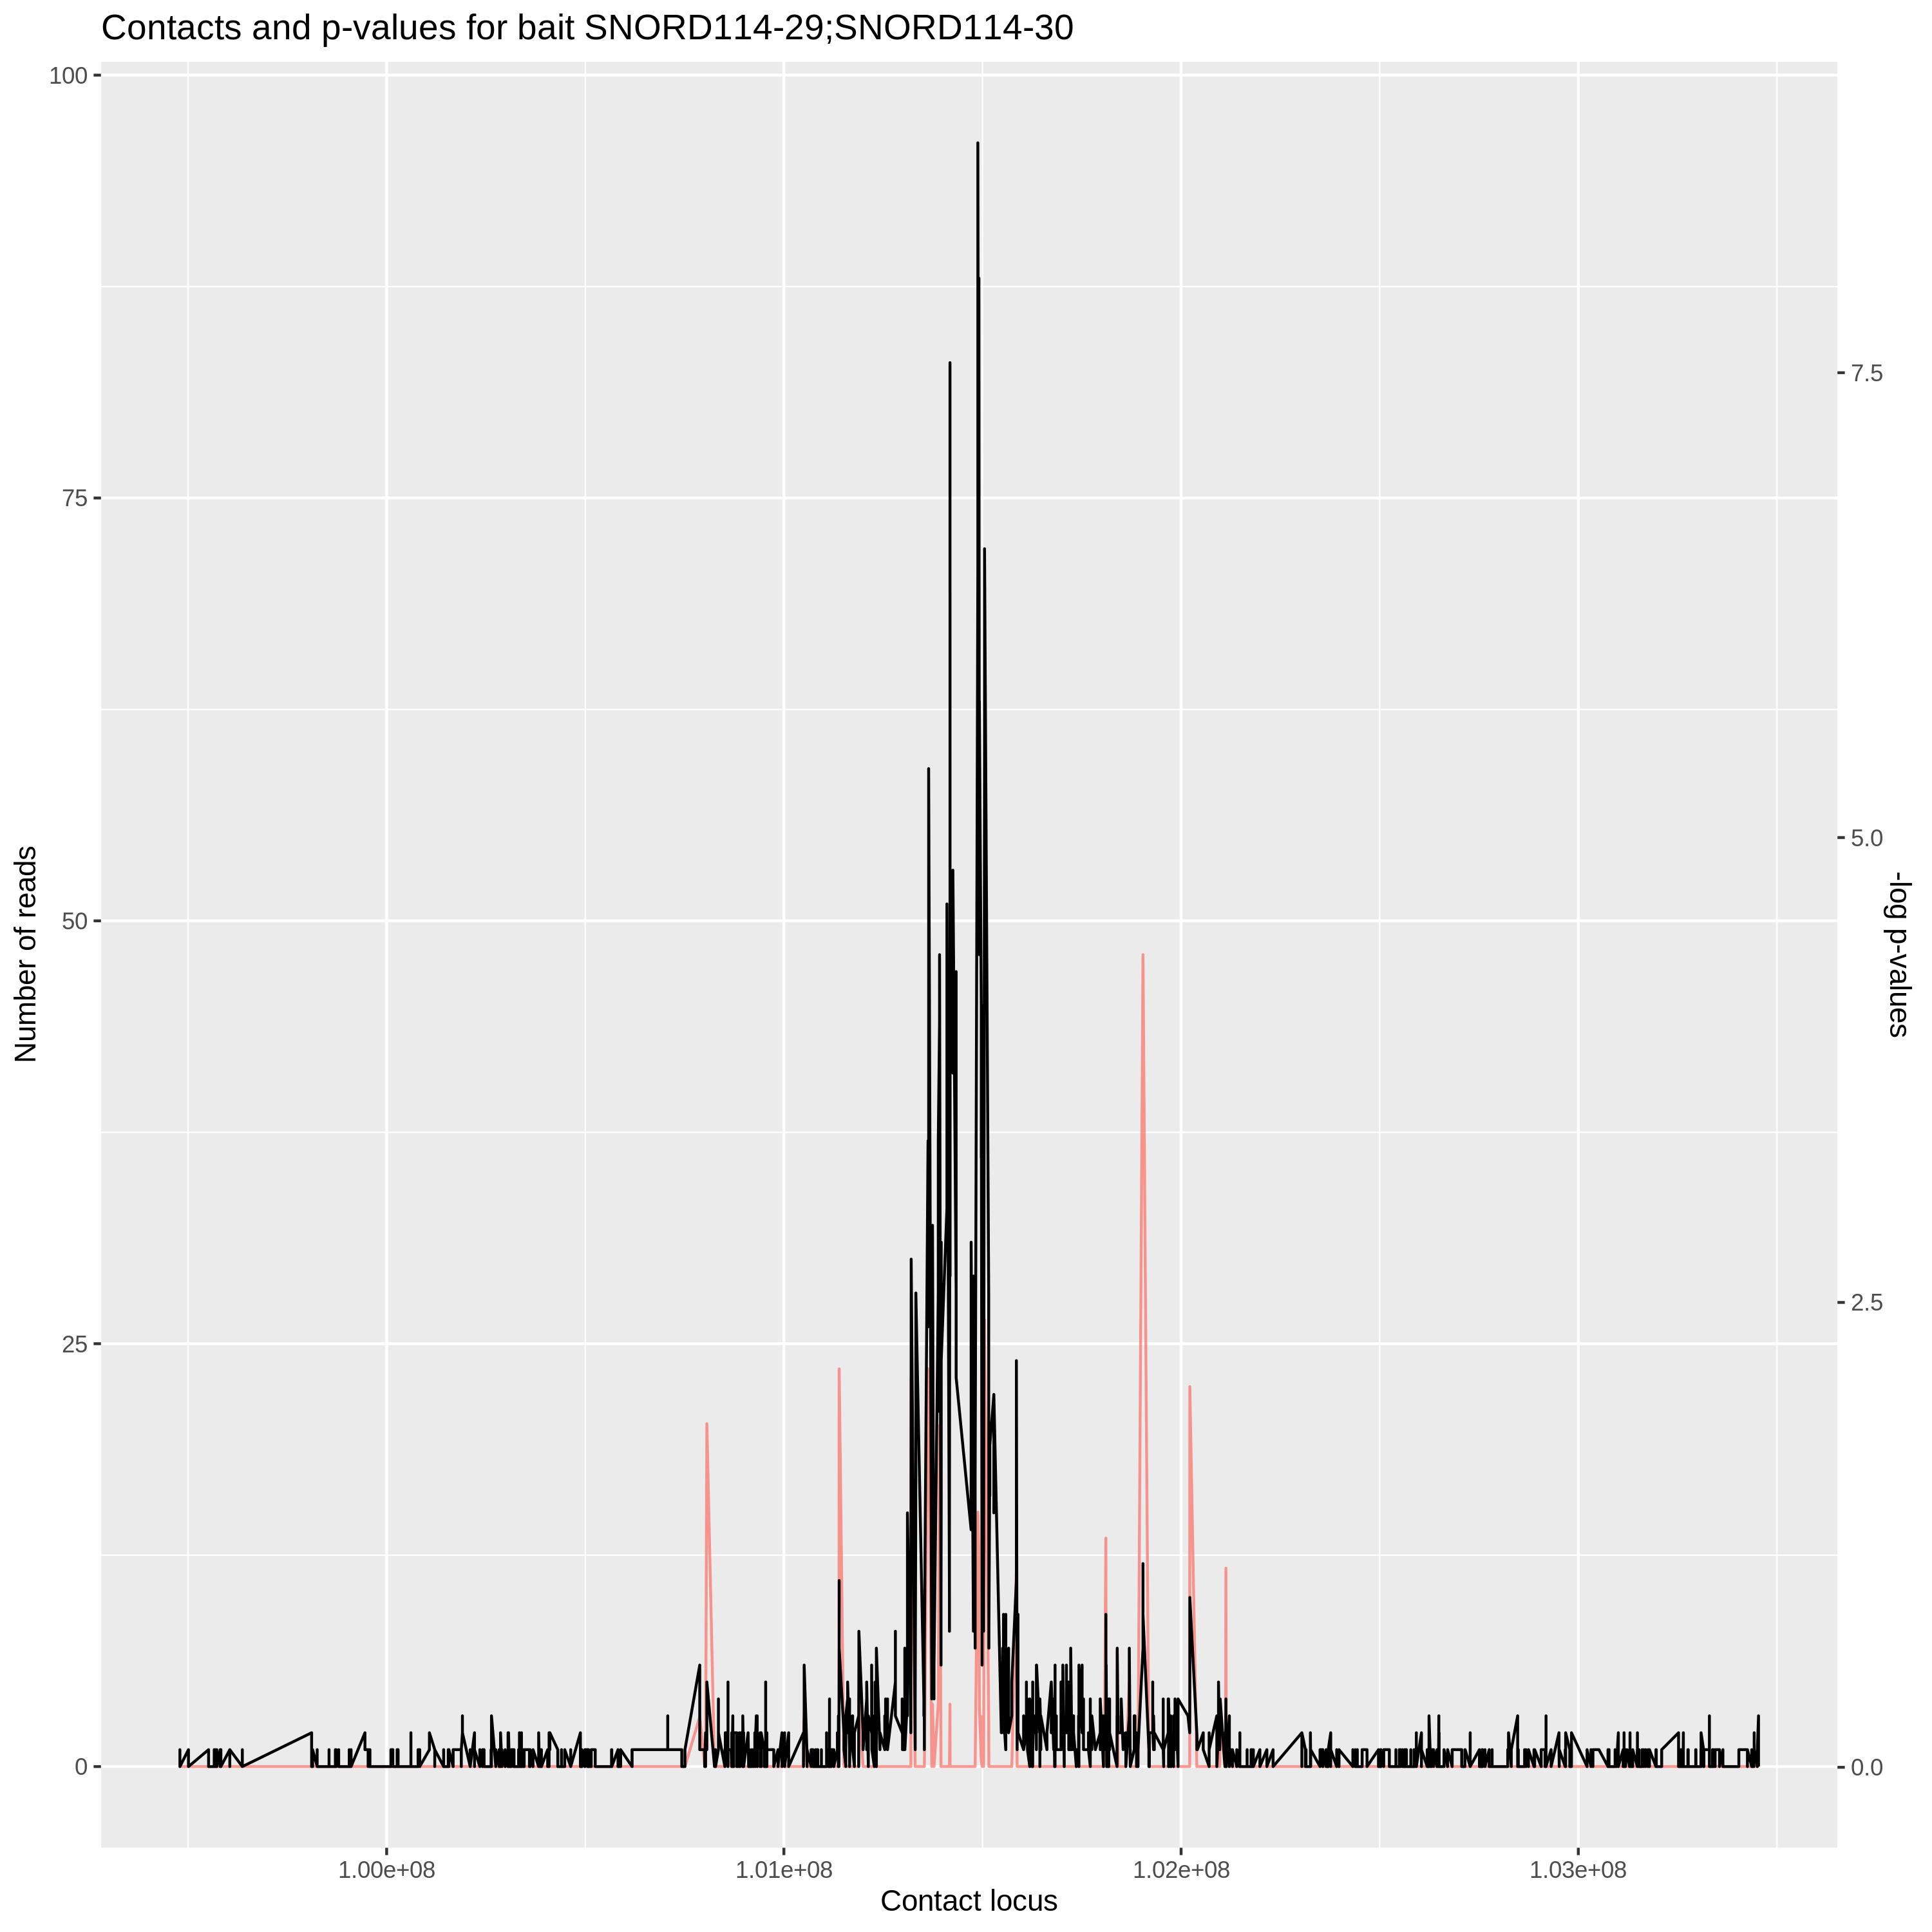 Contacts and p-values for bait SNORD114-29;SNORD114-30
100
75
50
25
0
Number of reads
7.5
5.0
2.5
0.0
-log p-values
1.00e+08
1.01e+08
1.02e+08
1.03e+08
Contact locus